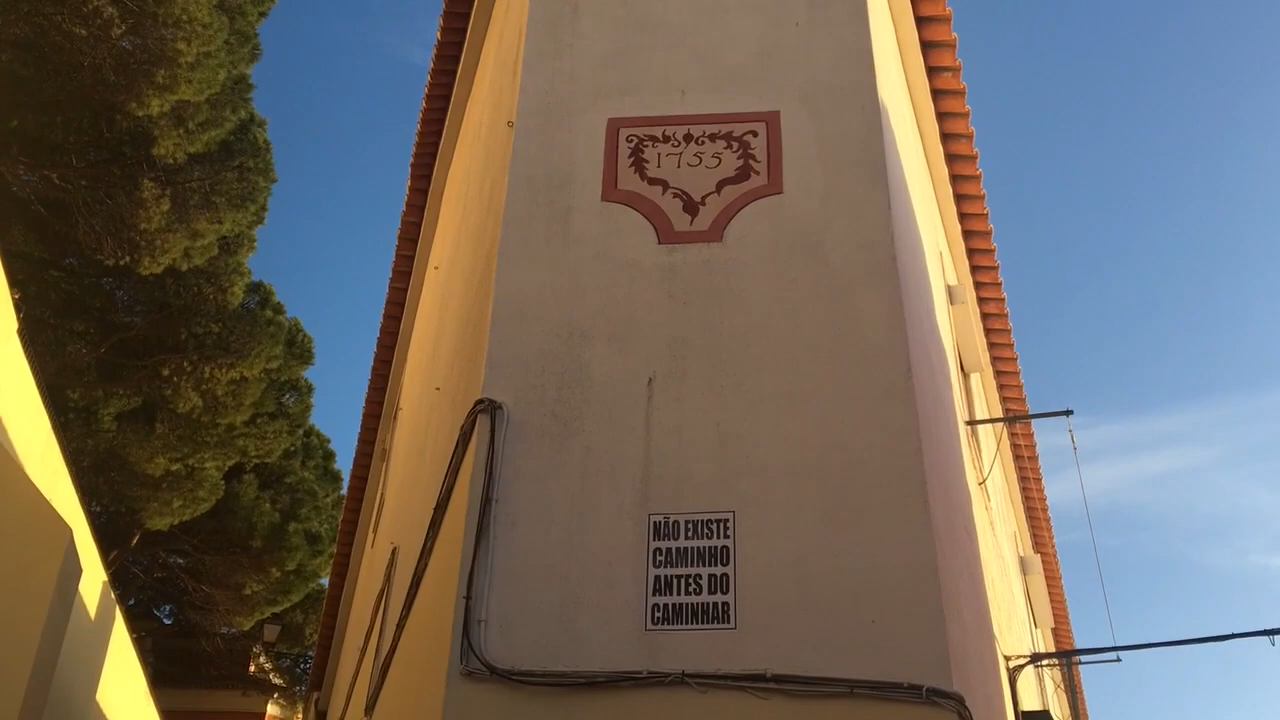 1755
NÃO EXISTE
CAMINHO
ANTES DO
CAMINHAR